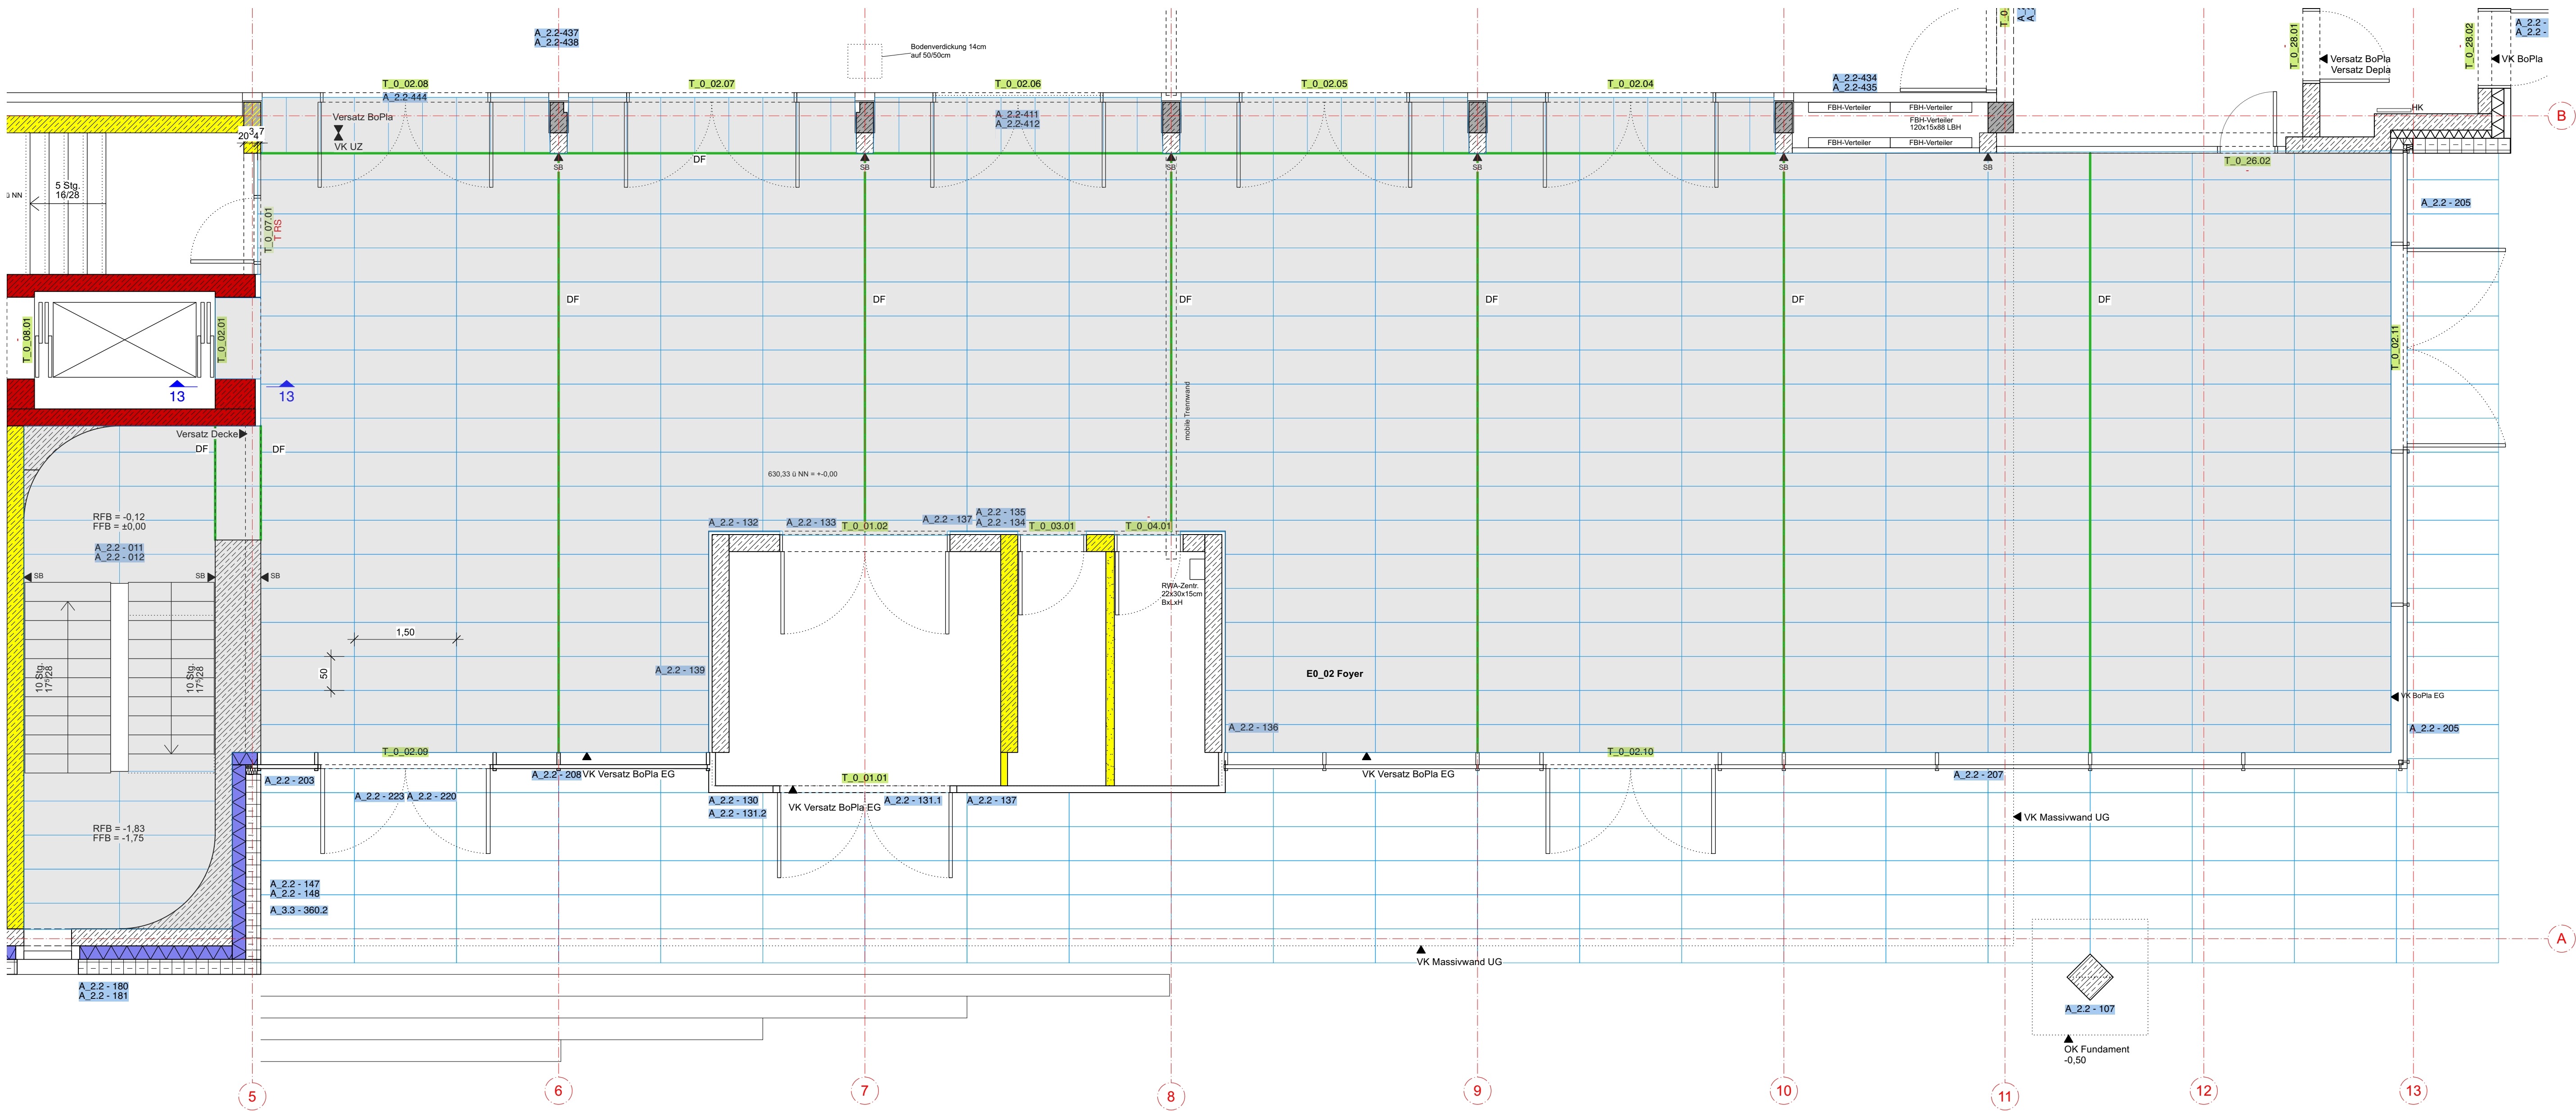 A_2.2-437
A_2.2-438
Bodenverdickung 14cm
auf 50/50cm
T_0_02.08
A_2.2-444
T_0_02.07
T_0_02.06
A_2.2-411
A_2.2-412
T_0_02.05
T_0_02.04
A_2.2-434
A_2.2-435
FBH-Verteiler
FBH-Verteiler
FBH-Verteiler
120x15x88 LBH
FBH-Verteiler
FBH-Verteiler
T_0_28.01
Versatz BoPla
Versatz Depla
T_0_28.02
VK BoPla
A_2.2 -
A_2.2 -
HK
B
Versatz BoPla
VK UZ
DF
SB
SB
SB
SB
SB
SB
T_0_26.02
5 Stg.
16/28
ü NN
T_0_07.01
T RS
A_2.2 - 205
T_0_08.01
T_0_02.01
13
13
DF
DF
DF
DF
DF
DF
T_0_02.11
mobile Trennwand
Versatz Decke
DF
DF
630,33 ü NN = +-0,00
RFB = -0,12
FFB = ±0,00
A_2.2 - 011
A_2.2 - 012
SB
SB
SB
A_2.2 - 132
A_2.2 - 133
T_0_01.02
A_2.2 - 137
A_2.2 - 135
A_2.2 - 134
T_0_03.01
T_0_04.01
RWA-Zentr.
22x30x15cm
BxLxH
1,50
50
10 Stg.
17⁵/28
10 Stg.
17⁵/28
A_2.2 - 139
E0_02 Foyer
A_2.2 - 136
VK BoPla EG
A_2.2 - 205
T_0_02.09
T_0_02.10
A_2.2 - 203
A_2.2 - 208
VK Versatz BoPla EG
T_0_01.01
VK Versatz BoPla EG
A_2.2 - 207
A_2.2 - 223
A_2.2 - 220
A_2.2 - 130
A_2.2 - 131.2
VK Versatz BoPla EG
A_2.2 - 131.1
A_2.2 - 137
VK Massivwand UG
RFB = -1,83
FFB = -1,75
A_2.2 - 147
A_2.2 - 148
A_3.3 - 360.2
A
VK Massivwand UG
A_2.2 - 180
A_2.2 - 181
A_2.2 - 107
OK Fundament
-0,50
5
6
7
8
9
10
11
12
13